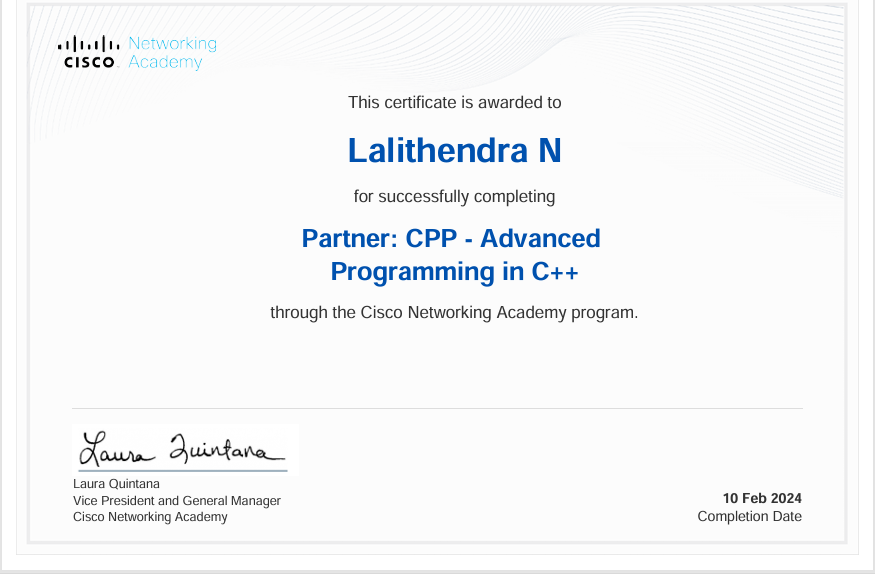 Networking
CISCO Academy
This certificate is awarded to
Lalithendra N
for successfully completing
Partner: CPP - Advanced
Programming in C++
through the Cisco Networking Academy program.
Laura Quintana
Laura Quintana
Vice President and General Manager
Cisco Networking Academy
10 Feb 2024
Completion Date